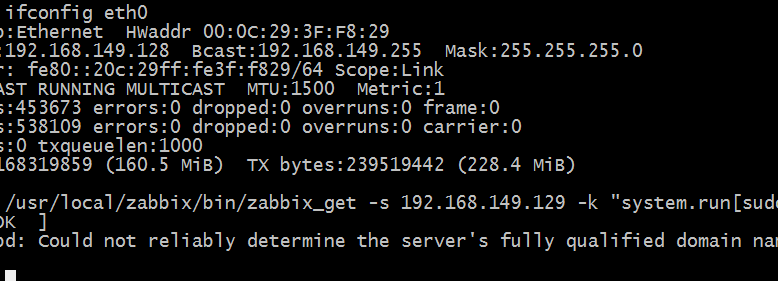 ifconfig eth0
:Ethernet  HWaddr 00:0C:29:3F:F8:29
:192.168.149.128  Bcast:192.168.149.255  Mask:255.255.255.0
: fe80::20c:29ff:fe3f:f829/64 Scope:Link
AST RUNNING MULTICAST  MTU:1500  Metric:1
s:453673 errors:0 dropped:0 overruns:0 frame:0
s:538109 errors:0 dropped:0 overruns:0 carrier:0
s:0 txqueuelen:1000
168319859 (160.5 MiB)  TX bytes:239519442 (228.4 MiB)
/usr/local/zabbix/bin/zabbix_get -s 192.168.149.129 -k "system.run[sudo
OK  ]
d: Could not reliably determine the server's fully qualified domain nam